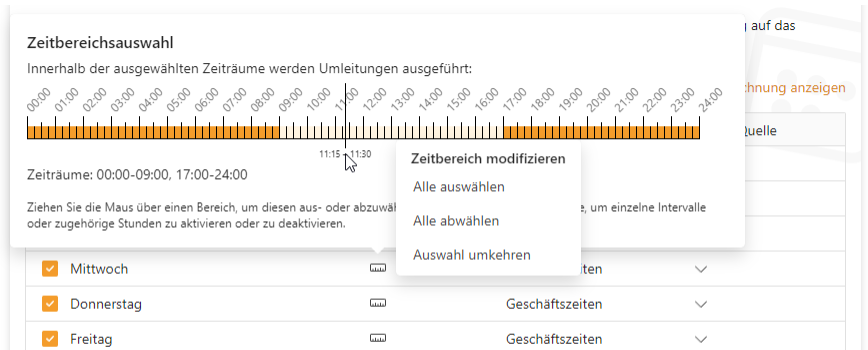 g auf das
Zeitbereichsauswahl
Innerhalb der ausgewählten Zeiträume werden Umleitungen ausgeführt:
chnung anzeigen
00:00 01:00 02:00 03:00 04:00 05:00 06:00 07:00 08:00 09:00 10:00 11:00 12:00 13:00 14:00 15:00 16:00 17:00 18:00 19:00 20:00 21:00 22:00 23:00 24:00
Quelle
11:15 - 11:30
Zeitbereich modifizieren
Alle auswählen
Alle abwählen
Auswahl umkehren
Zeiträume: 00:00-09:00, 17:00-24:00
Ziehen Sie die Maus über einen Bereich, um diesen aus- oder abzuwäh
e, um einzelne Intervalle
oder zugehörige Stunden zu aktivieren oder zu deaktivieren.
Mittwoch
iten
Donnerstag
Geschäftszeiten
Freitag
Geschäftszeiten